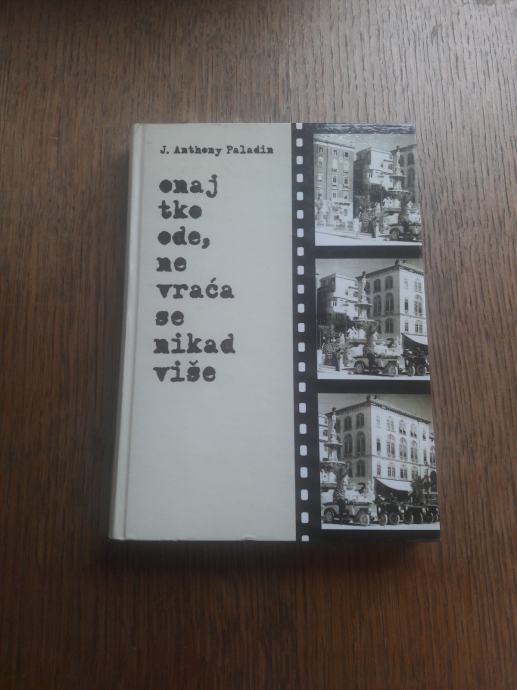 J. Anthony Paladin
onaj
tko
ode,
ne
vraća
se
nikad
više